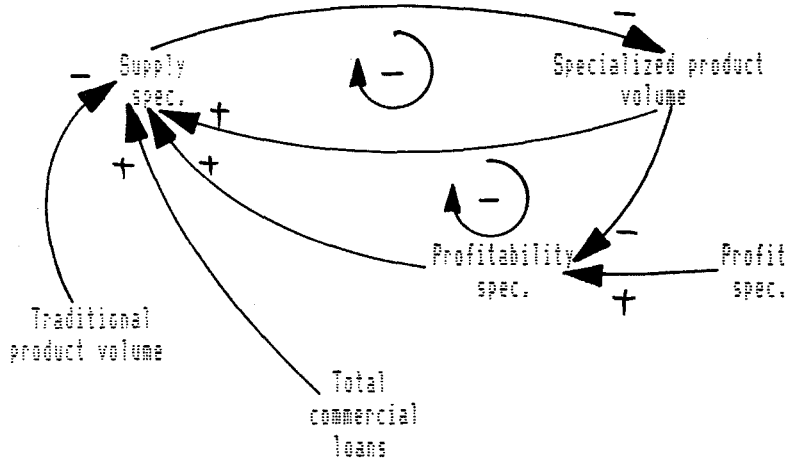 -
-
Supply
spec.
-
Specialized product
volume
+
+
+
-
-
Profitability
spec.
+
Profit
spec.
Traditional
product volume
Total
commercial
loans